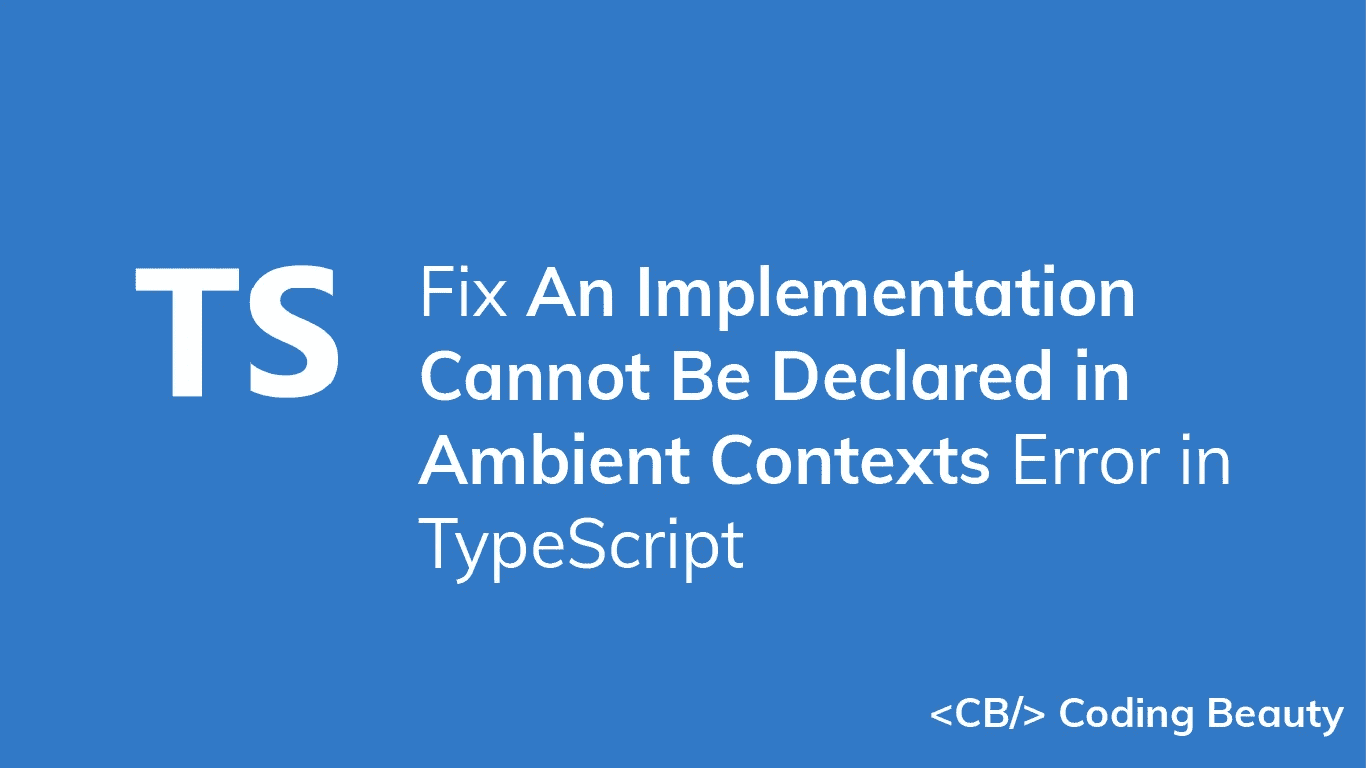 TS
Fix An Implementation
Cannot Be Declared in
Ambient Contexts Error in
TypeScript
<CB/> Coding Beauty